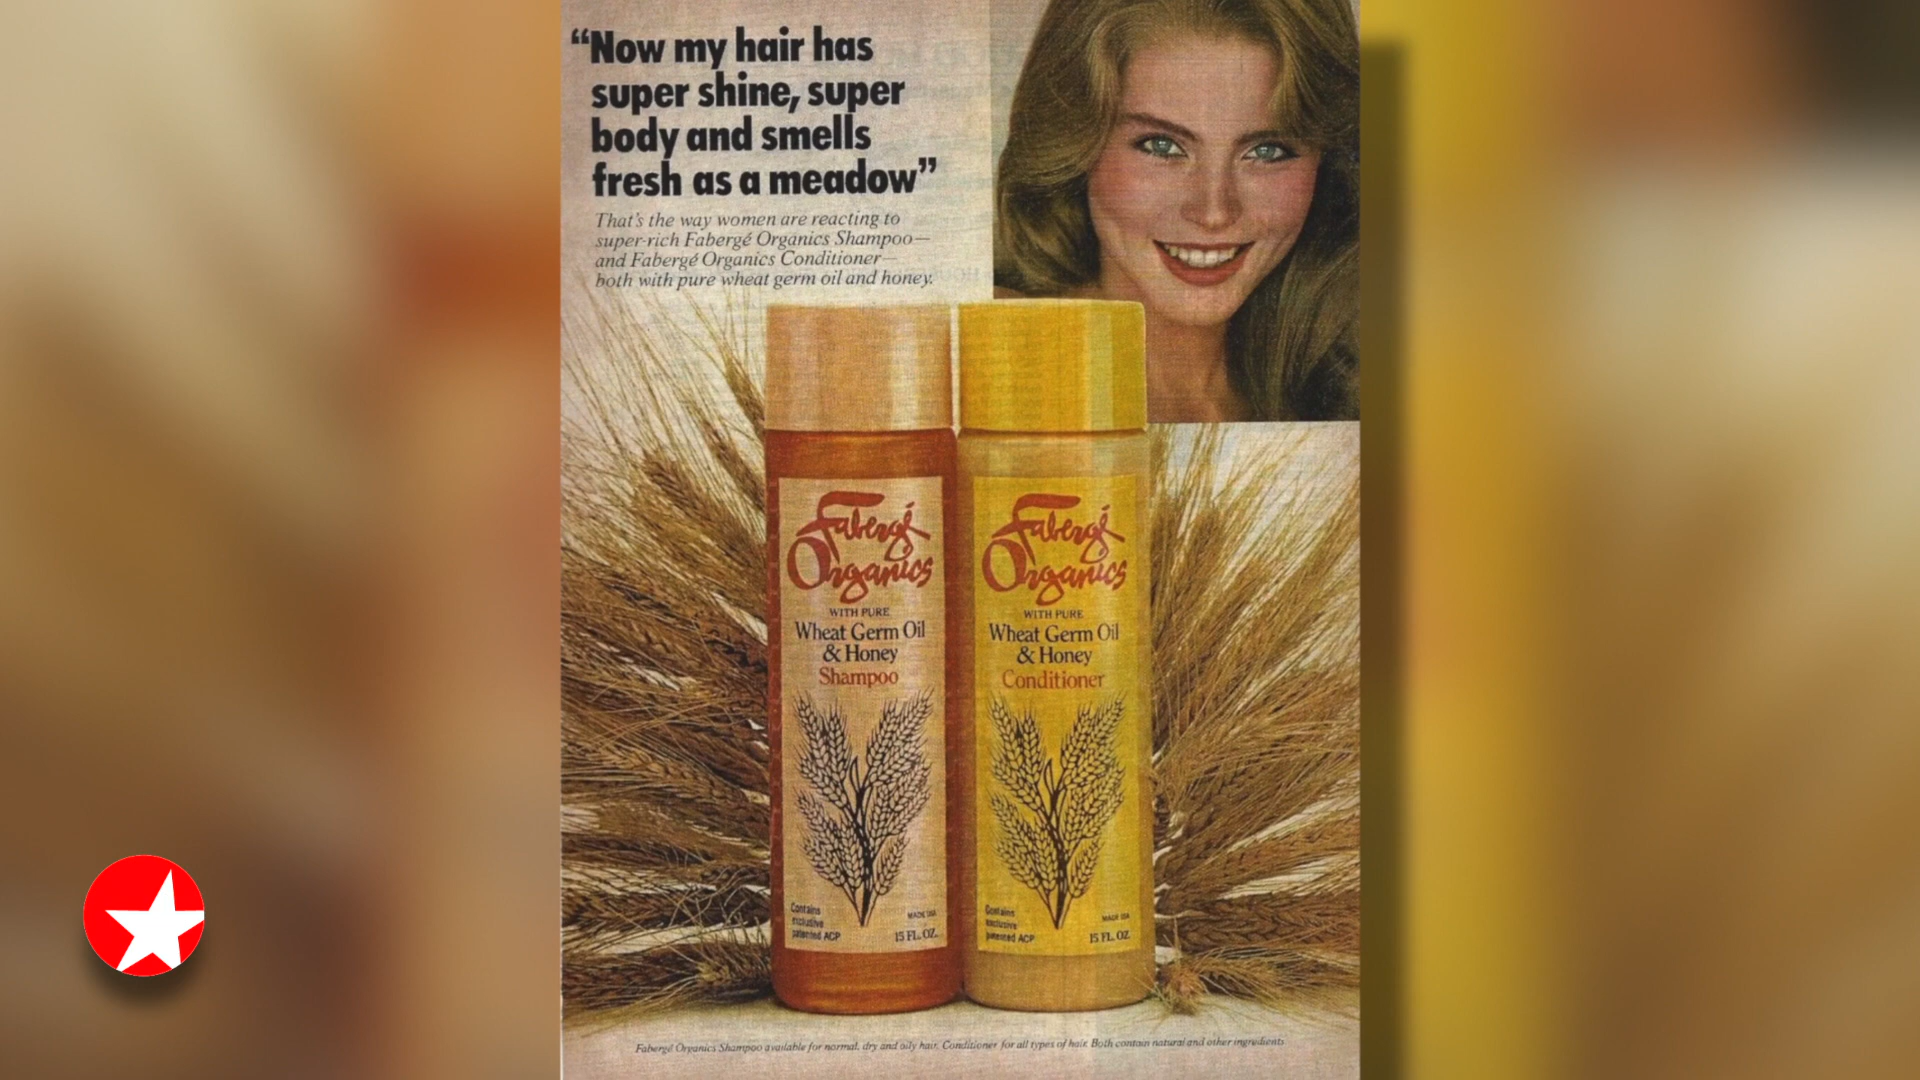 “Now my hair has
super shine, super
body and smells
fresh as a meadow”
That's the way women are reacting to
super-rich Fabergé Organics Shampoo—
and Fabergé Organics Conditioner—
both with pure wheat germ oil and honey.
Fabergé
Organics
WITH PURE
Wheat Germ Oil
& Honey
Shampoo
Contains
exclusive
patented ACP
MADE USA
15 FL. OZ.
Fabergé
Organics
WITH PURE
Wheat Germ Oil
& Honey
Conditioner
Contains
exclusive
patented ACP
MADE USA
15 FL. OZ.
Fabergé Organics Shampoo available for normal, dry and oily hair. Conditioner for all types of hair. Both contain natural and other ingredients